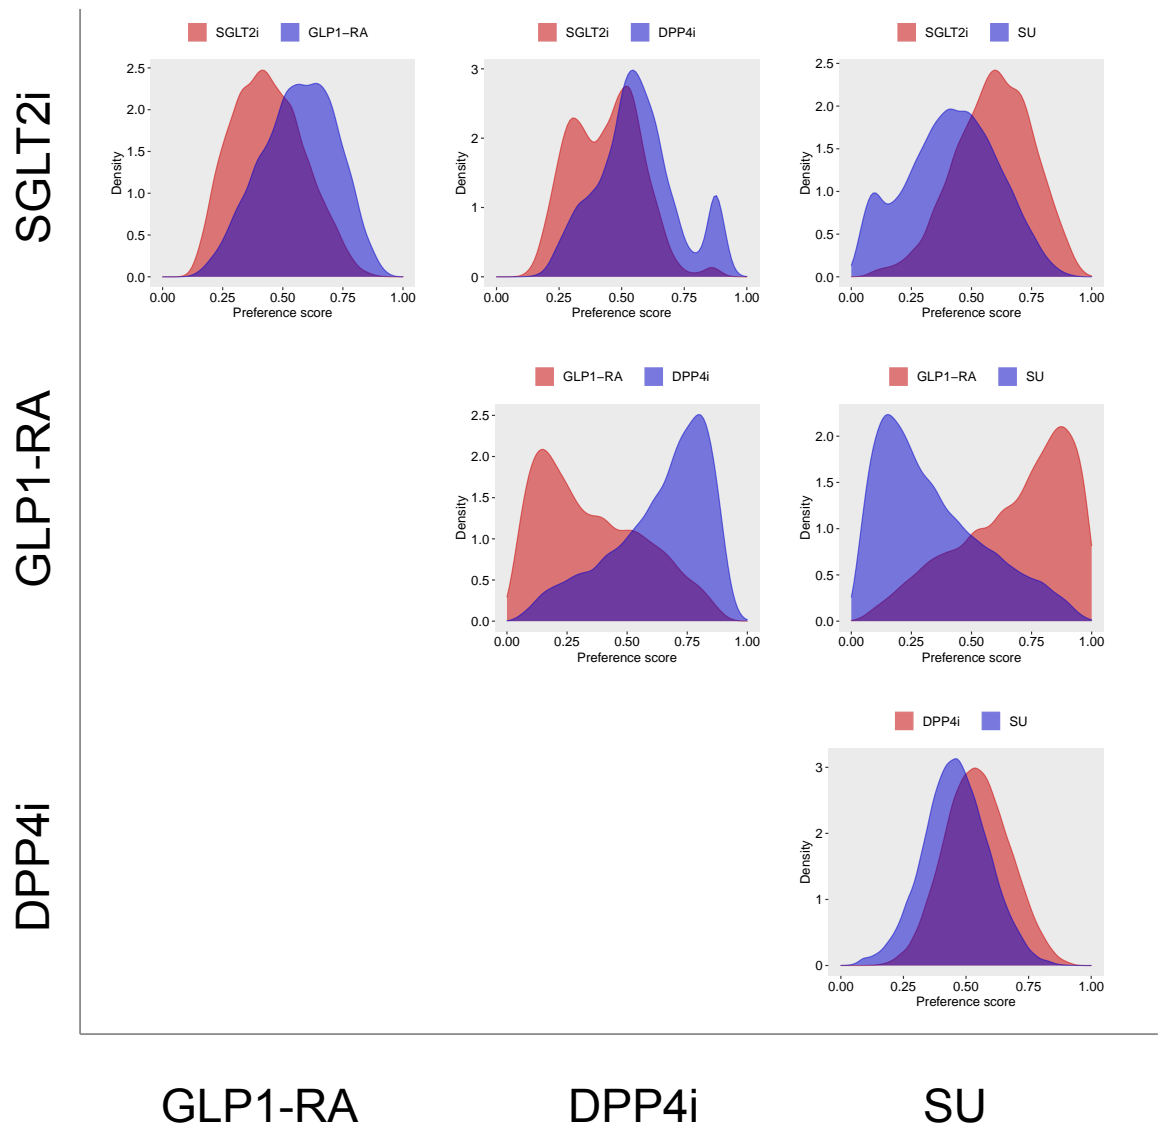 SGLT2i GLP1−RA
SGLT2i DPP4i
SGLT2i SU
SGLT2i
Density
2.5
2.0
1.5
1.0
0.5
0.0
0.00 0.25 0.50 0.75 1.00
Preference score
Density
3
2
1
0
0.00 0.25 0.50 0.75 1.00
Preference score
Density
2.5
2.0
1.5
1.0
0.5
0.0
0.00 0.25 0.50 0.75 1.00
Preference score
GLP1-RA
GLP1−RA DPP4i
GLP1−RA SU
Density
2.5
2.0
1.5
1.0
0.5
0.0
0.00 0.25 0.50 0.75 1.00
Preference score
Density
2.0
1.5
1.0
0.5
0.0
0.00 0.25 0.50 0.75 1.00
Preference score
DPP4i
DPP4i SU
Density
3
2
1
0
0.00 0.25 0.50 0.75 1.00
Preference score
GLP1-RA DPP4i SU